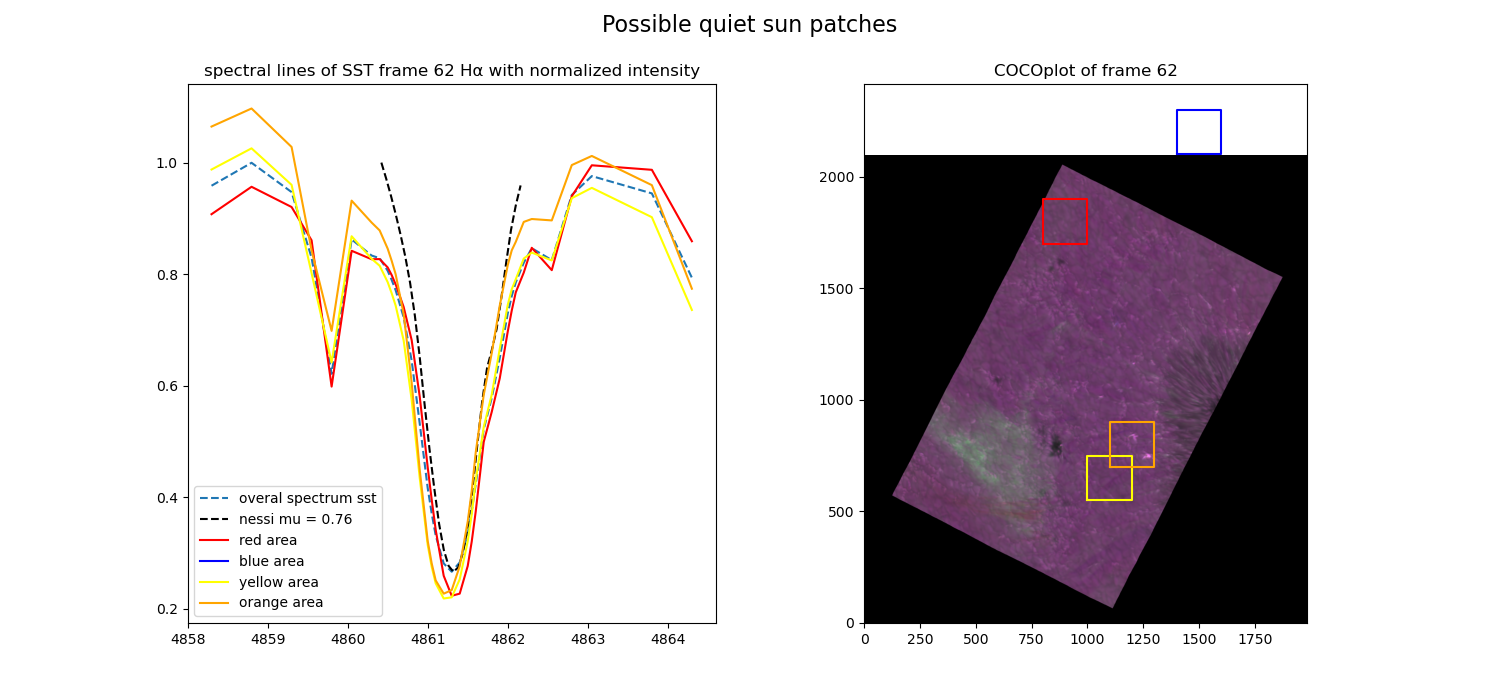 Possible quiet sun patches
spectral lines of SST frame 62 Hα with normalized intensity
1.0
0.8
0.6
0.4
0.2
4858 4859 4860 4861 4862 4863 4864
overal spectrum sst
nessi mu = 0.76
red area
blue area
yellow area
orange area
COCOplot of frame 62
2000
1500
1000
500
0
0 250 500 750 1000 1250 1500 1750